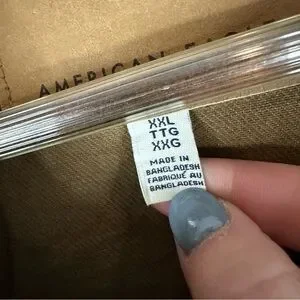 AMERICAN EAGLE
XXL
TTG
XXG
MADE IN
BANGLADESH
FABRIQUÉ AU
BANGLADESH